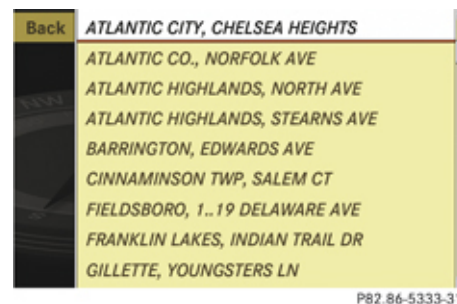 Back
ATLANTIC CITY, CHELSEA HEIGHTS
ATLANTIC CO., NORFOLK AVE
ATLANTIC HIGHLANDS, NORTH AVE
ATLANTIC HIGHLANDS, STEARNS AVE
BARRINGTON, EDWARDS AVE
CINNAMINSON TWP, SALEM CT
FIELDSBORO, 1..19 DELAWARE AVE
FRANKLIN LAKES, INDIAN TRAIL DR
GILLETTE, YOUNGSTERS LN
NW
P82.86-5333-3